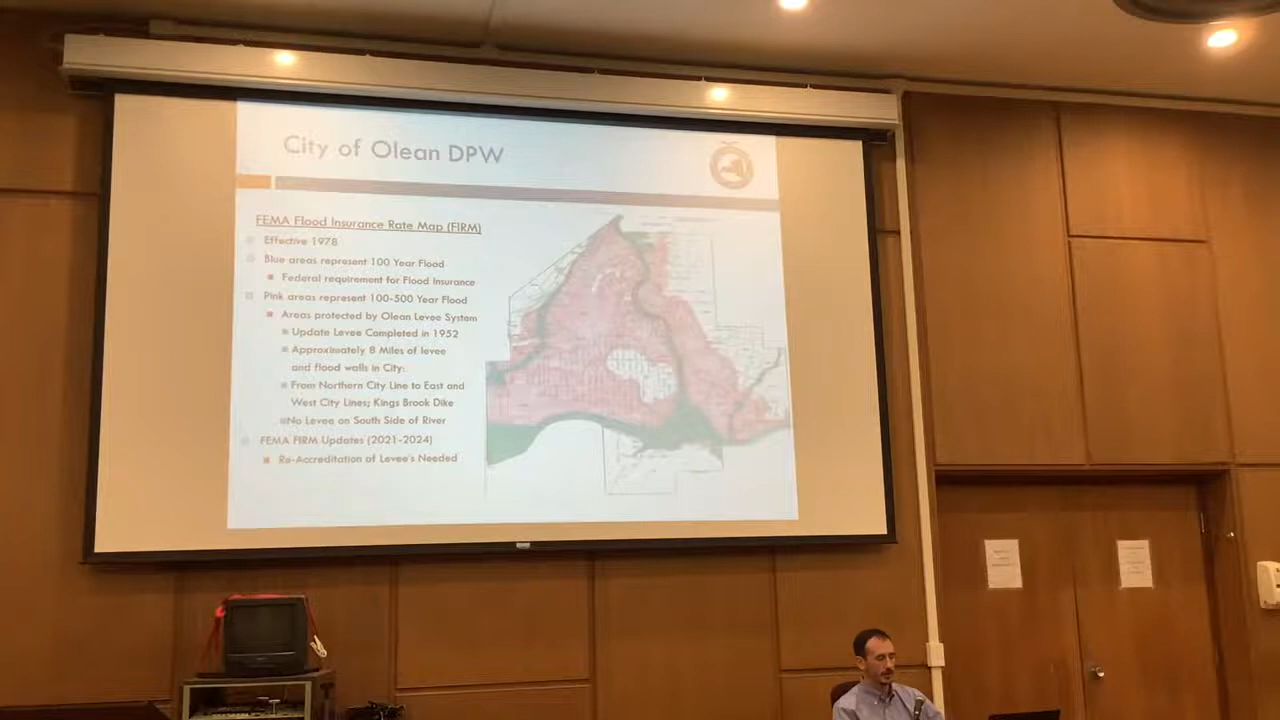 City of Olean DPW
FEMA Flood Insurance Rate Map (FIRM)
Effective 1978
Blue areas represent 100 Year Flood
Federal requirement for Flood Insurance
Pink areas represent 100-500 Year Flood
Areas protected by Olean Levee System
Update Levee Completed in 1952
Approximately 8 Miles of levee
and flood walls in City:
From Northern City Line to East and
West City Lines; Kings Brook Dike
No Levee on South Side of River
FEMA FIRM Updates (2021-2024)
Re-Accreditation of Levee's Needed